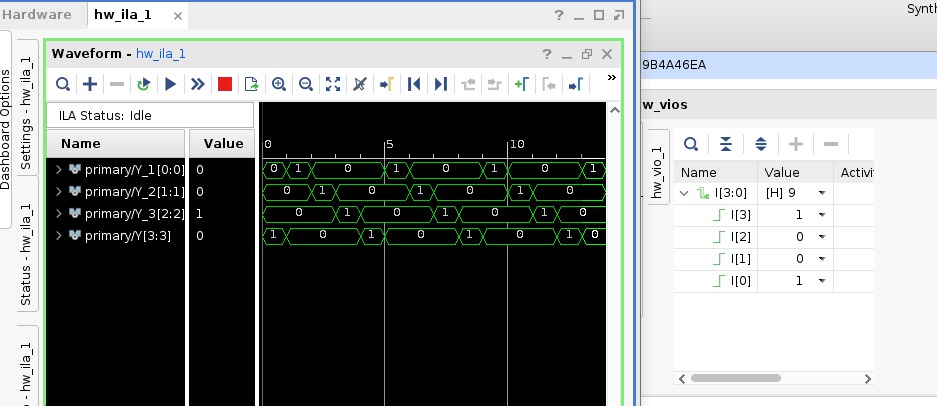 Hardware
hw_ila_1
Synth
Waveform - hw_ila_1
9B4A46EA
ILA Status: Idle
w_vios
Name Value
0 5 10
primary/Y_1[0:0] 0 0 1 0 1 0 1 0 1
primary/Y_2[1:1] 0 0 1 0 1 0 1 0
primary/Y_3[2:2] 1 0 1 0 1 0 1 0
primary/Y[3:3] 0 1 0 1 0 1 0 1 0
Dashboard Options
Settings - hw_ila_1
Status - hw_ila_1
- hw_ila_1
hw_vio_1
Name Value Activi
I[3:0] [H] 9
I[3] 1
I[2] 0
I[1] 0
I[0] 1